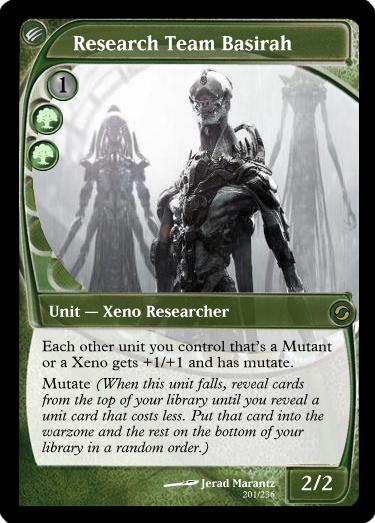 Research Team Basirah
1
Unit — Xeno Researcher
Each other unit you control that's a Mutant
or a Xeno gets +1/+1 and has mutate.
Mutate (When this unit falls, reveal cards
from the top of your library until you reveal a
unit card that costs less. Put that card into the
warzone and the rest on the bottom of your
library in a random order.)
Jerad Marantz
201/236
2/2